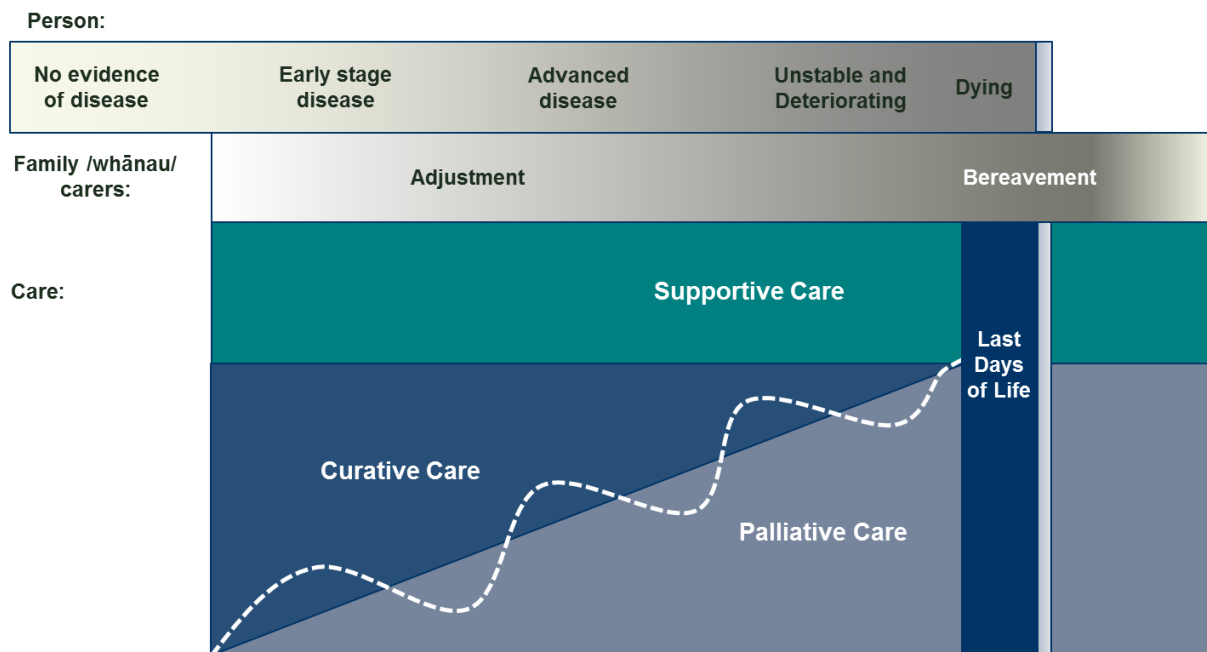 Person:
No evidence
of disease
Early stage
disease
Advanced
disease
Unstable and
Deteriorating
Dying
Family /whānau/
carers:
Adjustment
Bereavement
Care:
Supportive Care
Last
Days
of Life
Curative Care
Palliative Care